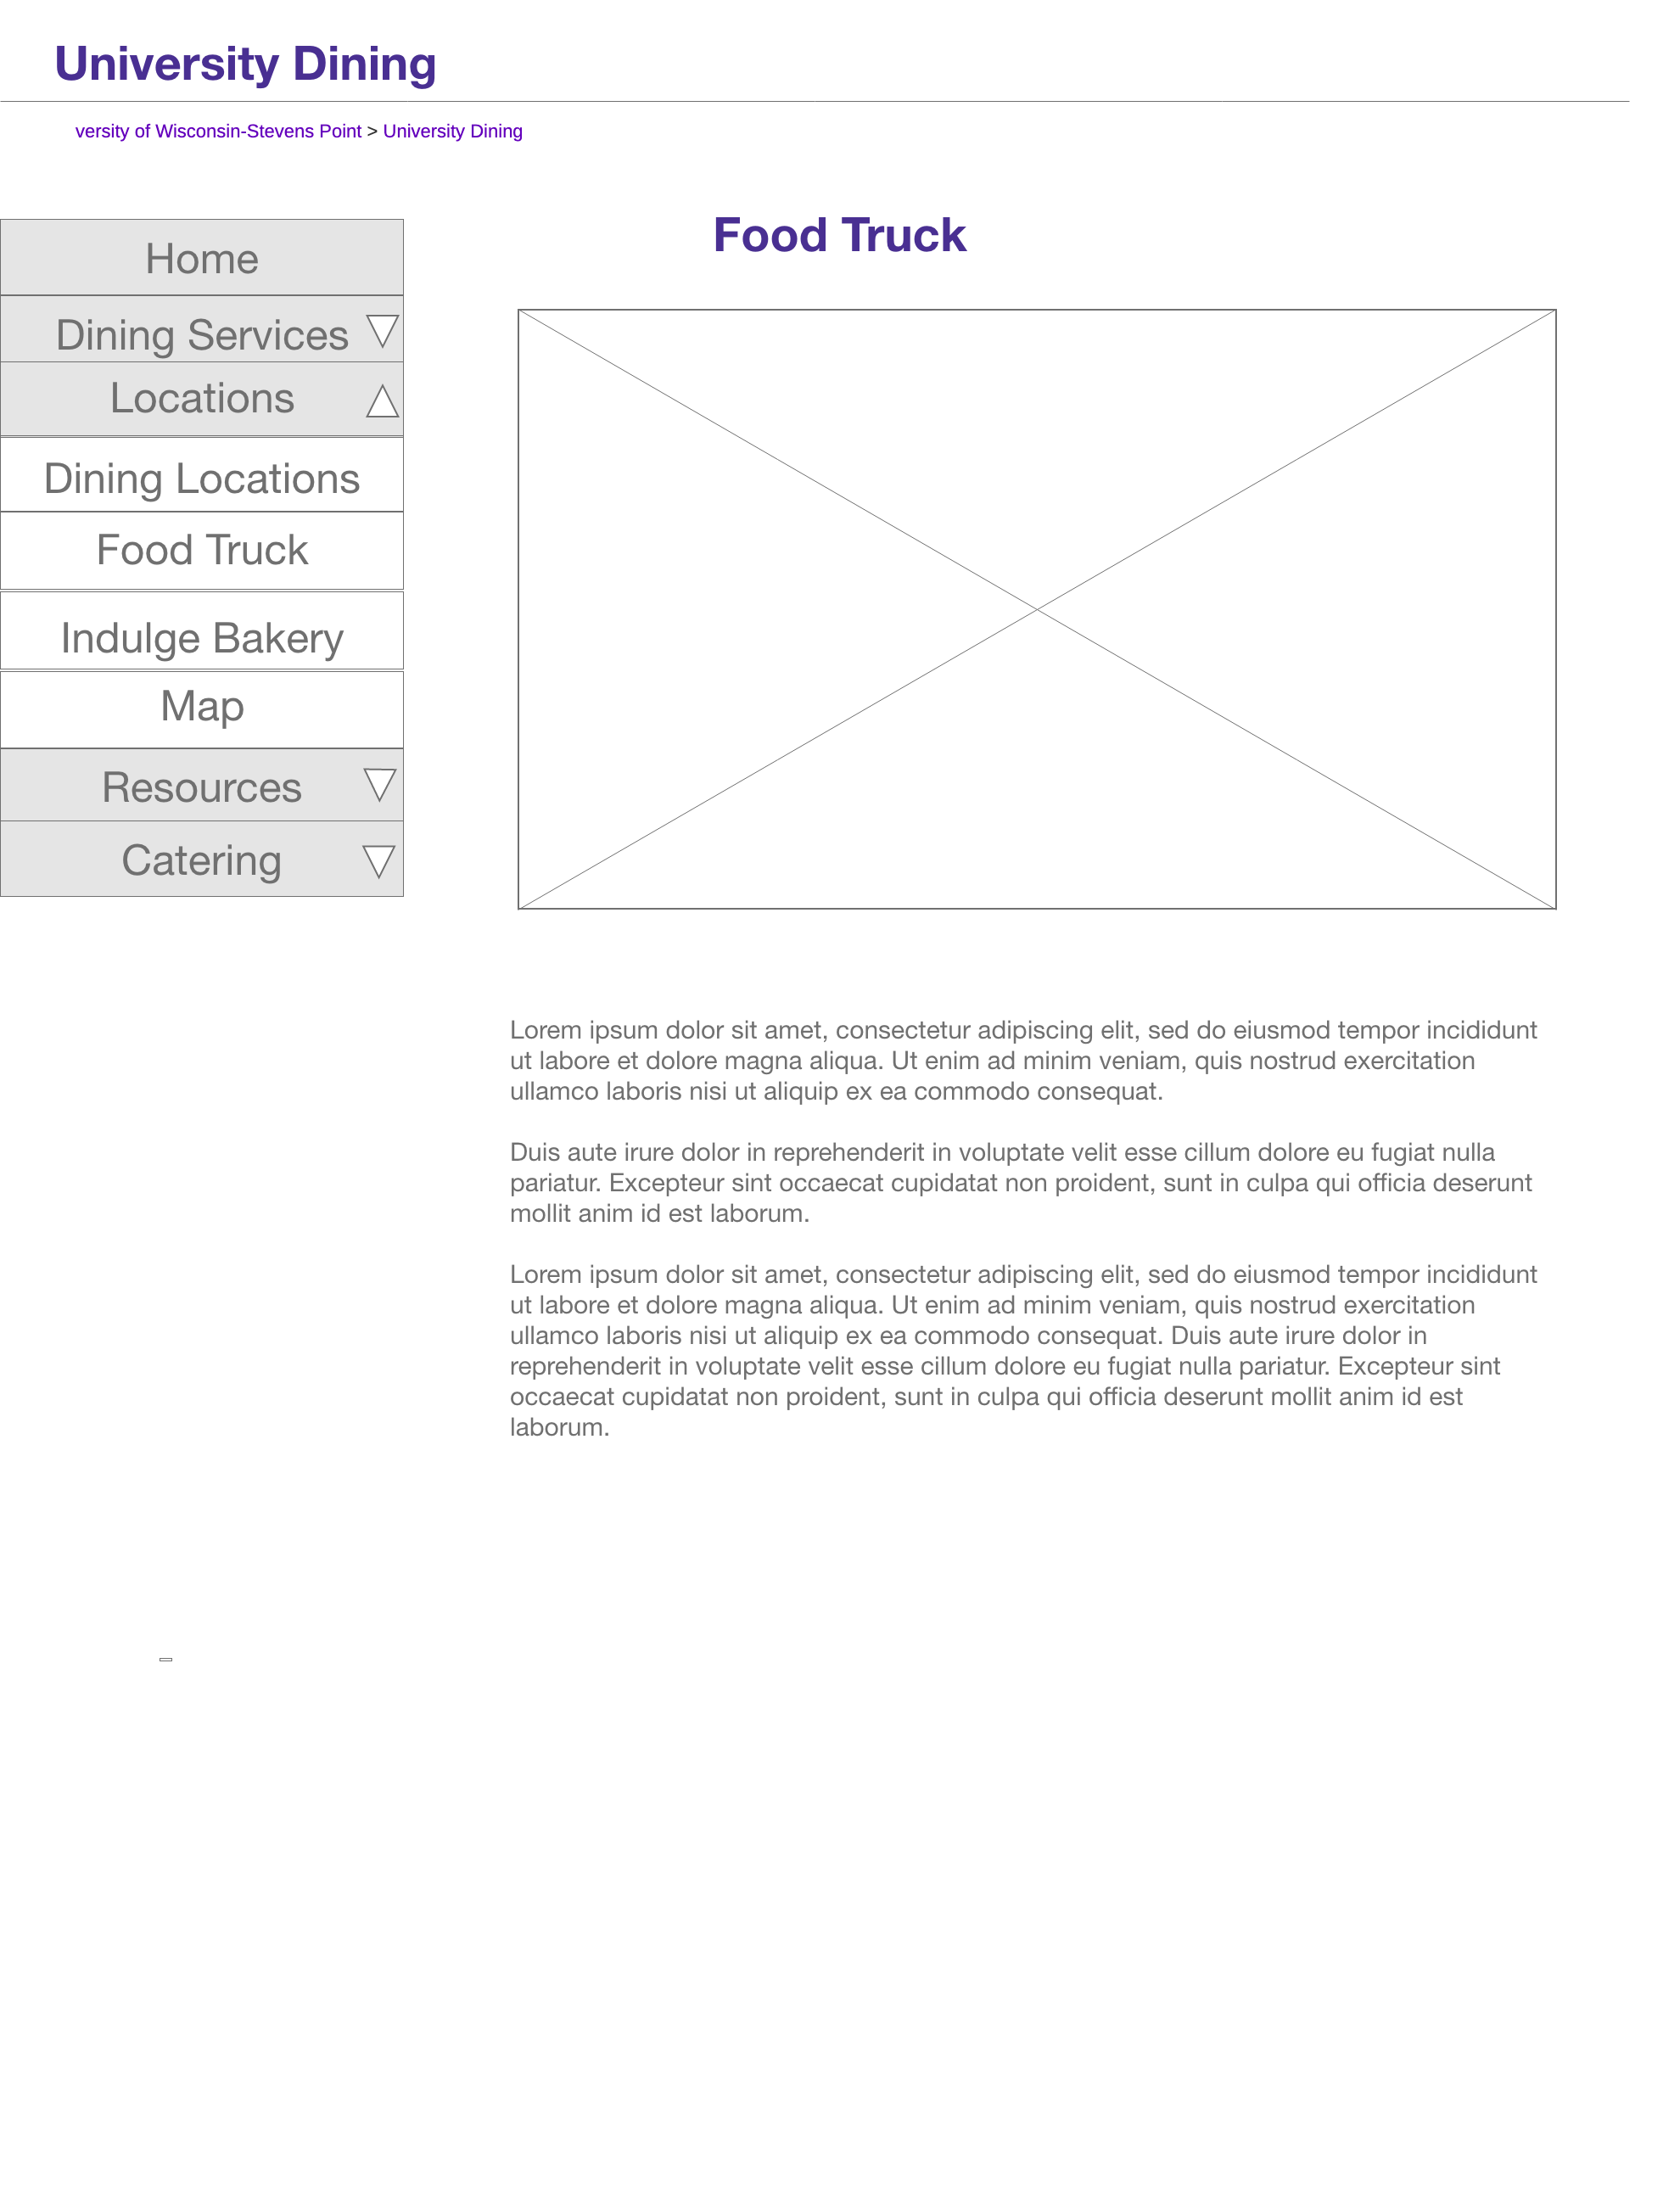 University Dining
versity of Wisconsin-Stevens Point > University Dining
Food Truck
Home
Dining Services
Locations
Dining Locations
Food Truck
Indulge Bakery
Map
Resources
Catering
Lorem ipsum dolor sit amet, consectetur adipiscing elit, sed do eiusmod tempor incididunt
ut labore et dolore magna aliqua. Ut enim ad minim veniam, quis nostrud exercitation
ullamco laboris nisi ut aliquip ex ea commodo consequat.
Duis aute irure dolor in reprehenderit in voluptate velit esse cillum dolore eu fugiat nulla
pariatur. Excepteur sint occaecat cupidatat non proident, sunt in culpa qui officia deserunt
mollit anim id est laborum.
Lorem ipsum dolor sit amet, consectetur adipiscing elit, sed do eiusmod tempor incididunt
ut labore et dolore magna aliqua. Ut enim ad minim veniam, quis nostrud exercitation
ullamco laboris nisi ut aliquip ex ea commodo consequat. Duis aute irure dolor in
reprehenderit in voluptate velit esse cillum dolore eu fugiat nulla pariatur. Excepteur sint
occaecat cupidatat non proident, sunt in culpa qui officia deserunt mollit anim id est
laborum.